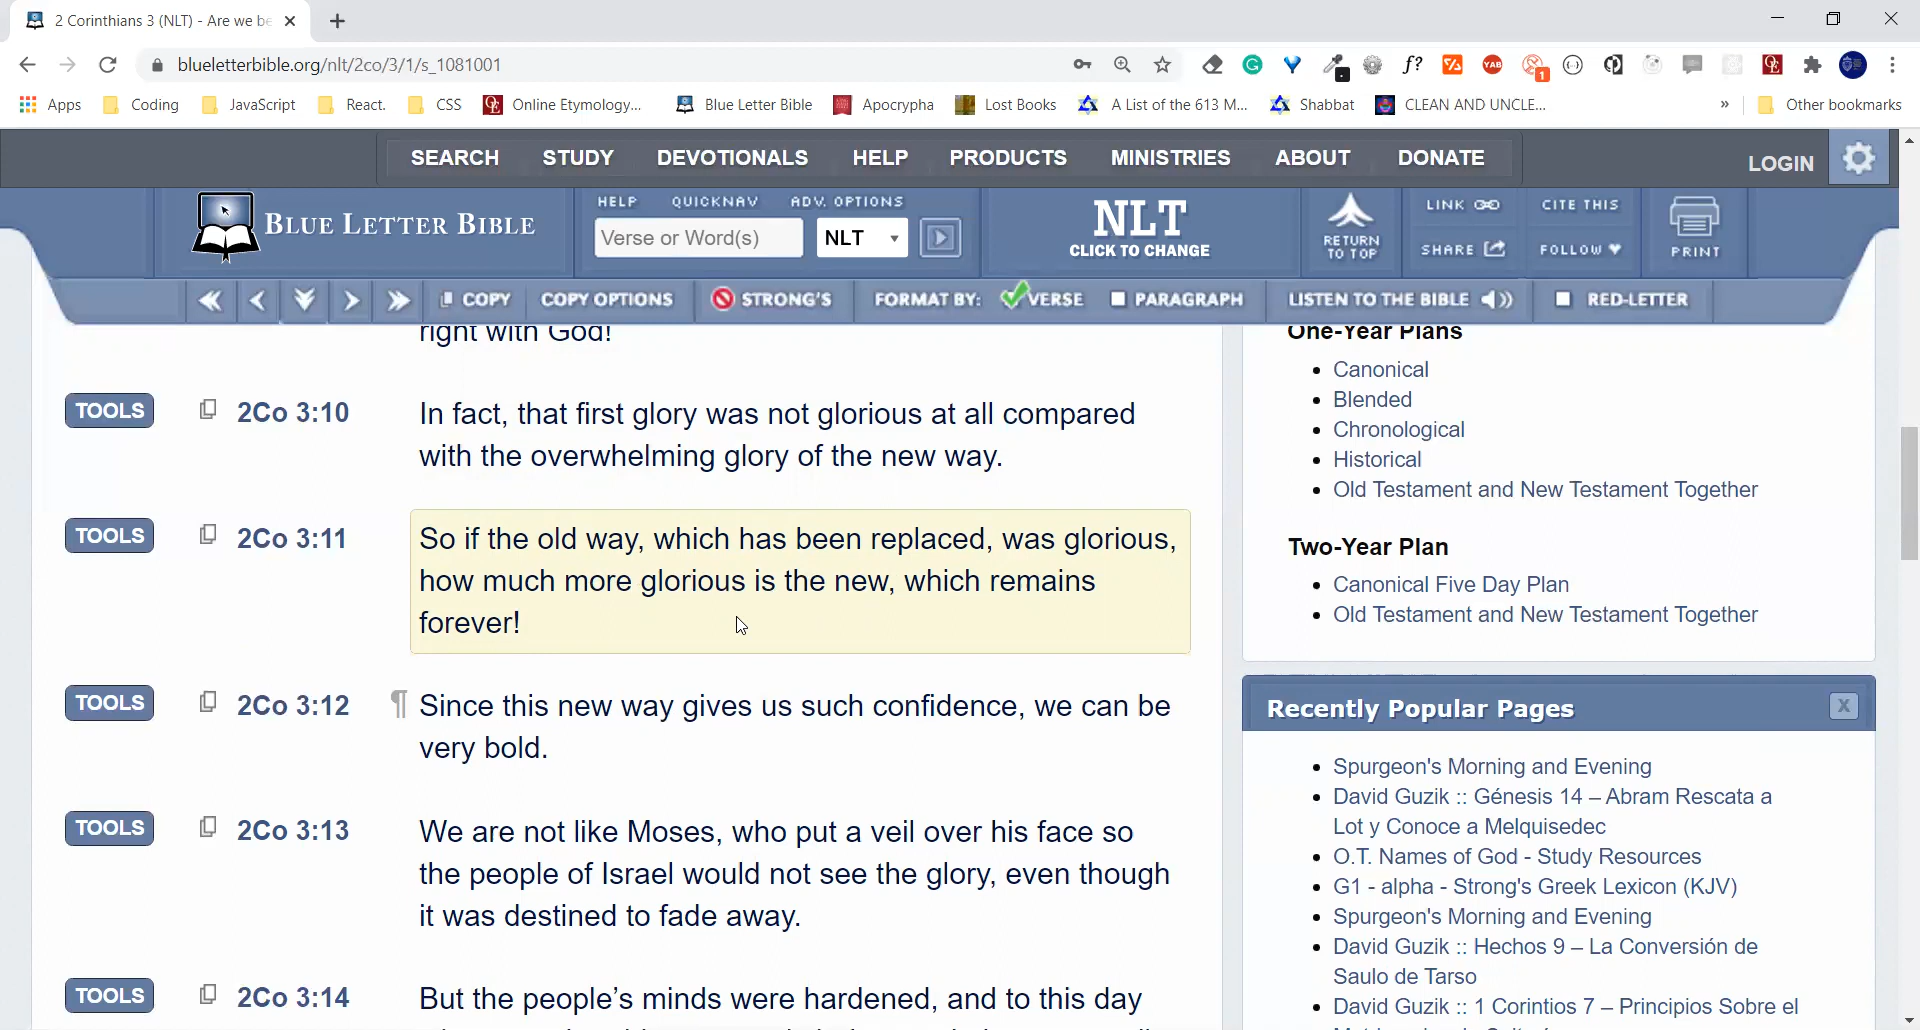 2 Corinthians 3 (NLT) - Are we be
blueletterbible.org/nlt/2co/3/1/s_1081001
f?
YAB
1
OE
Apps
Coding
JavaScript
React.
CSS
OE
Online Etymology...
Blue Letter Bible
Apocrypha
Lost Books
A List of the 613 M...
Shabbat
CLEAN AND UNCLE...
»
Other bookmarks
SEARCH
STUDY
DEVOTIONALS
HELP
PRODUCTS
MINISTRIES
ABOUT
DONATE
LOGIN
BLUE LETTER BIBLE
HELP
QUICKNAV
ADV. OPTIONS
Verse or Word(s)
NLT
NLT
CLICK TO CHANGE
RETURN
TO TOP
LINK
CITE THIS
SHARE
FOLLOW
PRINT
COPY
COPY OPTIONS
STRONG'S
FORMAT BY:
VERSE
PARAGRAPH
LISTEN TO THE BIBLE
RED-LETTER
right with God!
TOOLS
2Co 3:10
In fact, that first glory was not glorious at all compared
with the overwhelming glory of the new way.
TOOLS
2Co 3:11
So if the old way, which has been replaced, was glorious,
how much more glorious is the new, which remains
forever!
TOOLS
2Co 3:12
¶ Since this new way gives us such confidence, we can be
very bold.
TOOLS
2Co 3:13
We are not like Moses, who put a veil over his face so
the people of Israel would not see the glory, even though
it was destined to fade away.
TOOLS
2Co 3:14
But the people’s minds were hardened, and to this day
One-Year Plans
• Canonical
• Blended
• Chronological
• Historical
• Old Testament and New Testament Together
Two-Year Plan
• Canonical Five Day Plan
• Old Testament and New Testament Together
Recently Popular Pages
X
• Spurgeon's Morning and Evening
• David Guzik :: Génesis 14 – Abram Rescata a
Lot y Conoce a Melquisedec
• O.T. Names of God - Study Resources
• G1 - alpha - Strong's Greek Lexicon (KJV)
• Spurgeon's Morning and Evening
• David Guzik :: Hechos 9 – La Conversión de
Saulo de Tarso
• David Guzik :: 1 Corintios 7 – Principios Sobre el